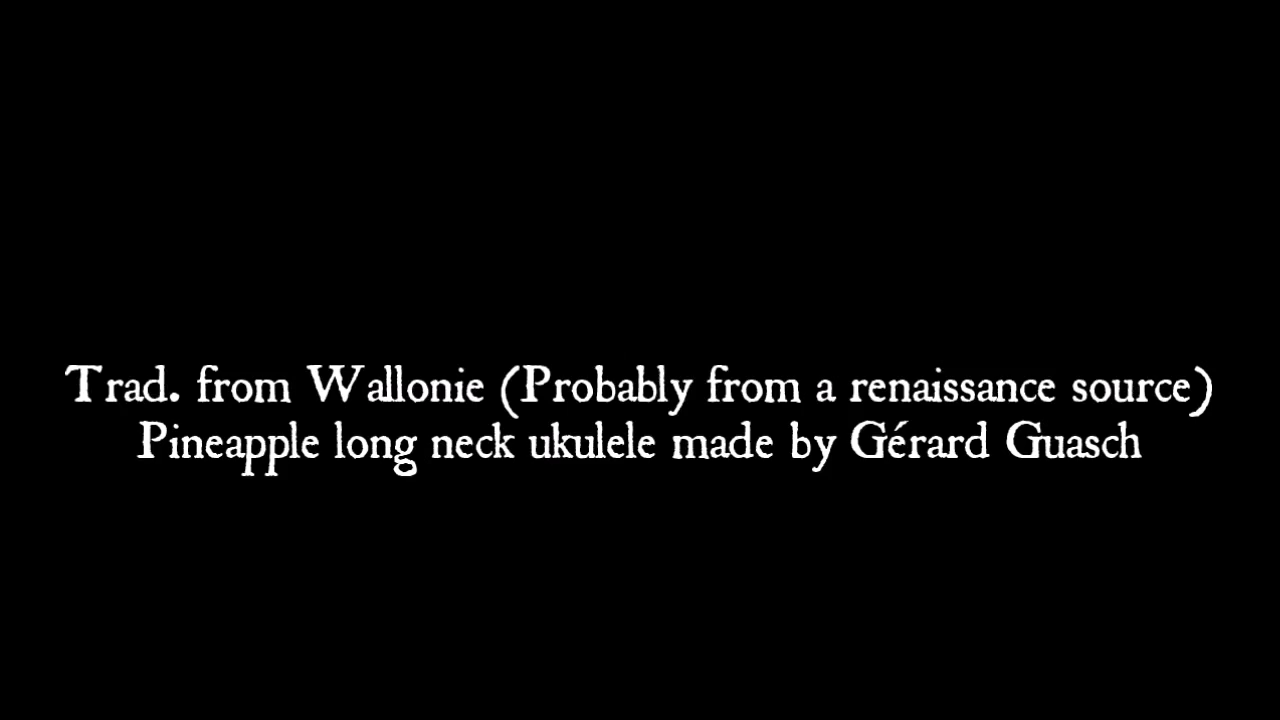 Trad. from Wallonie (Probably from a renaissance source)
Pineapple long neck ukulele made by Gérard Guasch